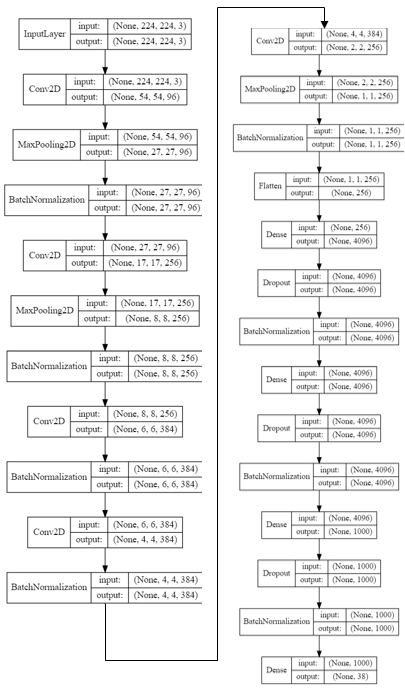 InputLayer input: (None, 224, 224, 3)
output: (None, 224, 224, 3)
Conv2D input: (None, 224, 224, 3)
output: (None, 54, 54, 96)
MaxPooling2D input: (None, 54, 54, 96)
output: (None, 27, 27, 96)
BatchNormalization input: (None, 27, 27, 96)
output: (None, 27, 27, 96)
Conv2D input: (None, 27, 27, 96)
output: (None, 17, 17, 256)
MaxPooling2D input: (None, 17, 17, 256)
output: (None, 8, 8, 256)
BatchNormalization input: (None, 8, 8, 256)
output: (None, 8, 8, 256)
Conv2D input: (None, 8, 8, 256)
output: (None, 6, 6, 384)
BatchNormalization input: (None, 6, 6, 384)
output: (None, 6, 6, 384)
Conv2D input: (None, 6, 6, 384)
output: (None, 4, 4, 384)
BatchNormalization input: (None, 4, 4, 384)
output: (None, 4, 4, 384)
Conv2D input: (None, 4, 4, 384)
output: (None, 2, 2, 256)
MaxPooling2D input: (None, 2, 2, 256)
output: (None, 1, 1, 256)
BatchNormalization input: (None, 1, 1, 256)
output: (None, 1, 1, 256)
Flatten input: (None, 1, 1, 256)
output: (None, 256)
Dense input: (None, 256)
output: (None, 4096)
Dropout input: (None, 4096)
output: (None, 4096)
BatchNormalization input: (None, 4096)
output: (None, 4096)
Dense input: (None, 4096)
output: (None, 4096)
Dropout input: (None, 4096)
output: (None, 4096)
BatchNormalization input: (None, 4096)
output: (None, 4096)
Dense input: (None, 4096)
output: (None, 1000)
Dropout input: (None, 1000)
output: (None, 1000)
BatchNormalization input: (None, 1000)
output: (None, 1000)
Dense input: (None, 1000)
output: (None, 38)